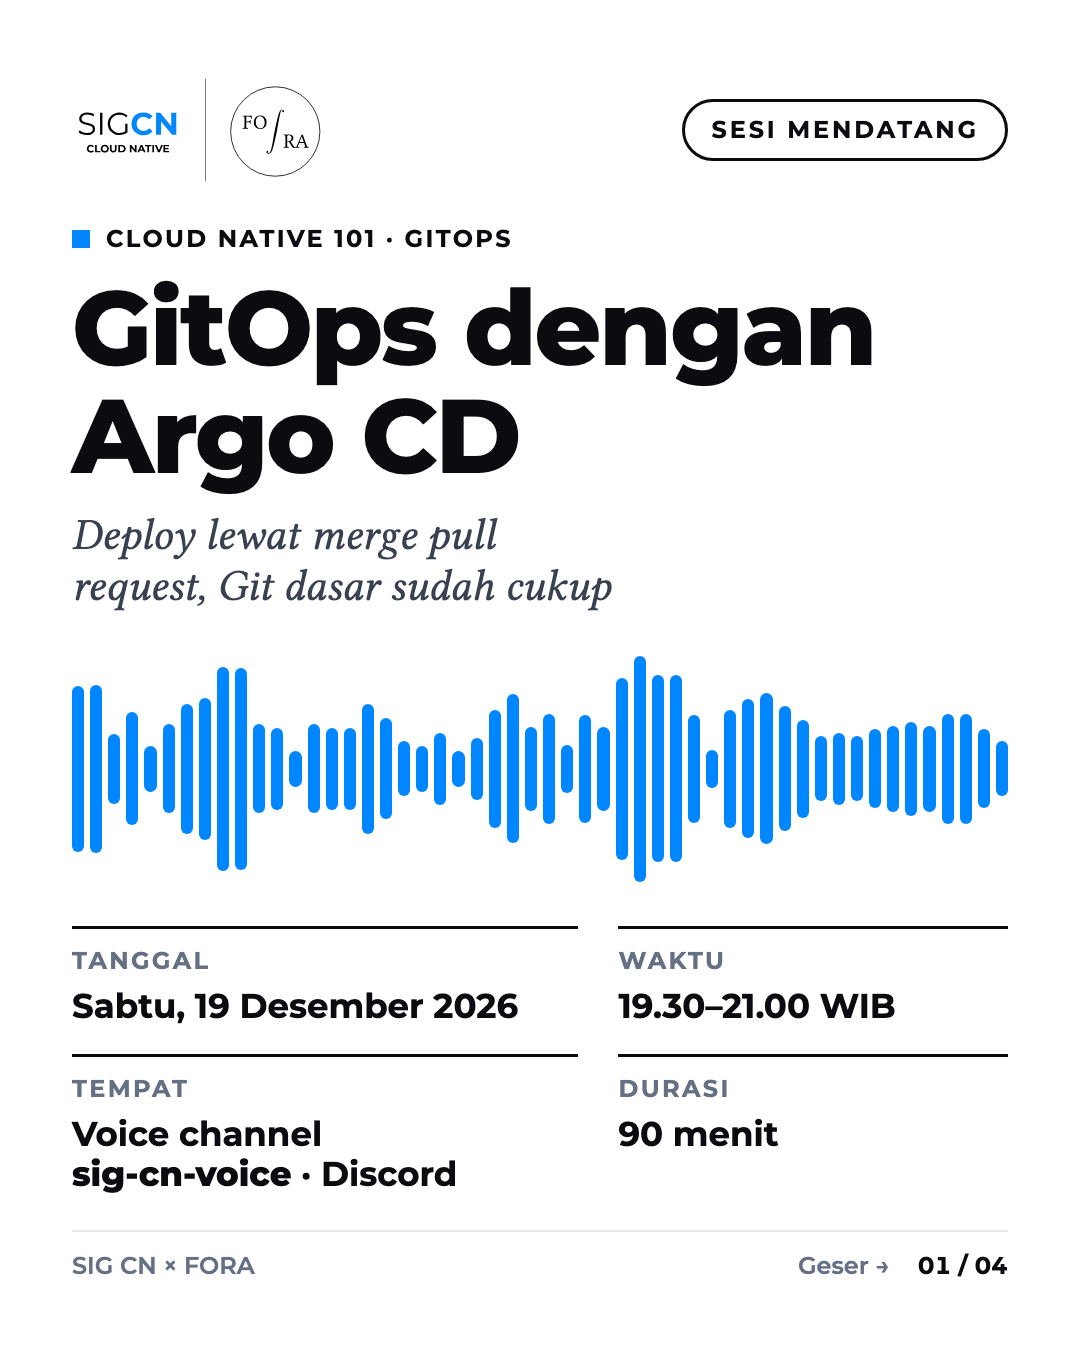 SIGCN
CLOUD NATIVE
FO
RA
SESI MENDATANG
CLOUD NATIVE 101 · GITOPS
GitOps dengan
Argo CD
Deploy lewat merge pull
request, Git dasar sudah cukup
TANGGAL
Sabtu, 19 Desember 2026
WAKTU
19.30–21.00 WIB
TEMPAT
Voice channel
sig-cn-voice · Discord
DURASI
90 menit
SIG CN × FORA
Geser → 01 / 04